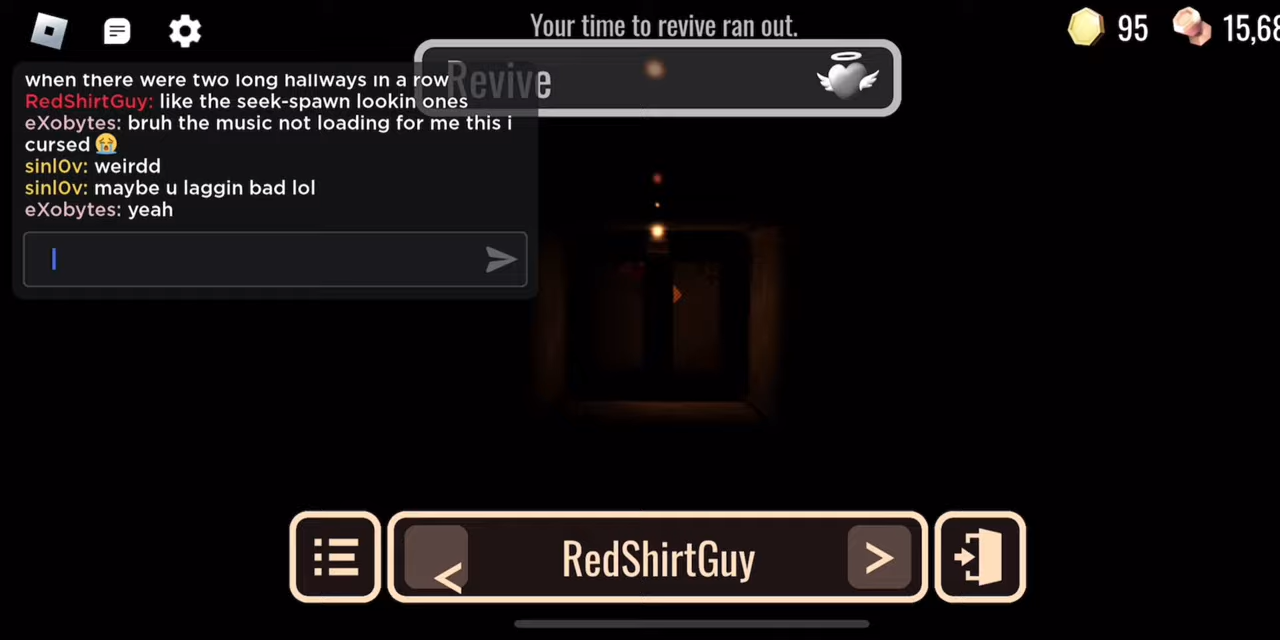 Your time to revive ran out.
95
15,68
Revive
when there were two long hallways in a row
RedShirtGuy: like the seek-spawn lookin ones
eXobytes: bruh the music not loading for me this i
cursed 😭
sinl0v: weirdd
sinl0v: maybe u laggin bad lol
eXobytes: yeah
< RedShirtGuy >